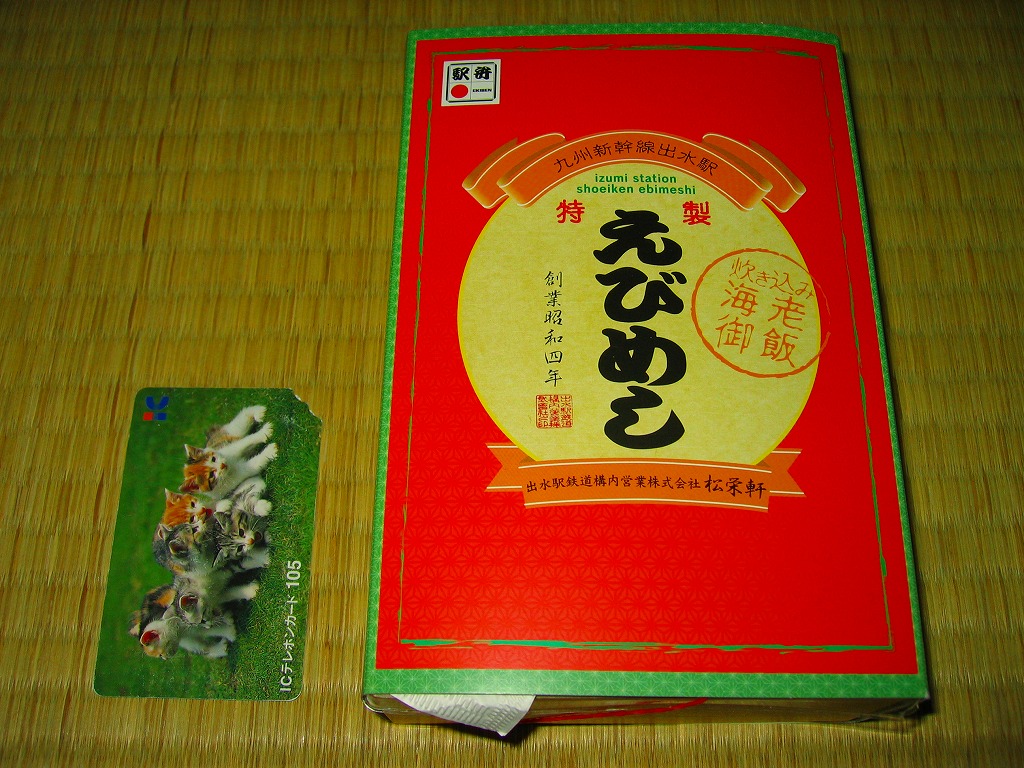 駅弁
EKIBEN
九州新幹線出水駅
izumi station
shoeiken ebimeshi
特製
えびめし
創業昭和四年
炊き込み
海老
御飯
出水駅鉄道構内営業株式会社 松栄軒
ICテレホンカード 105